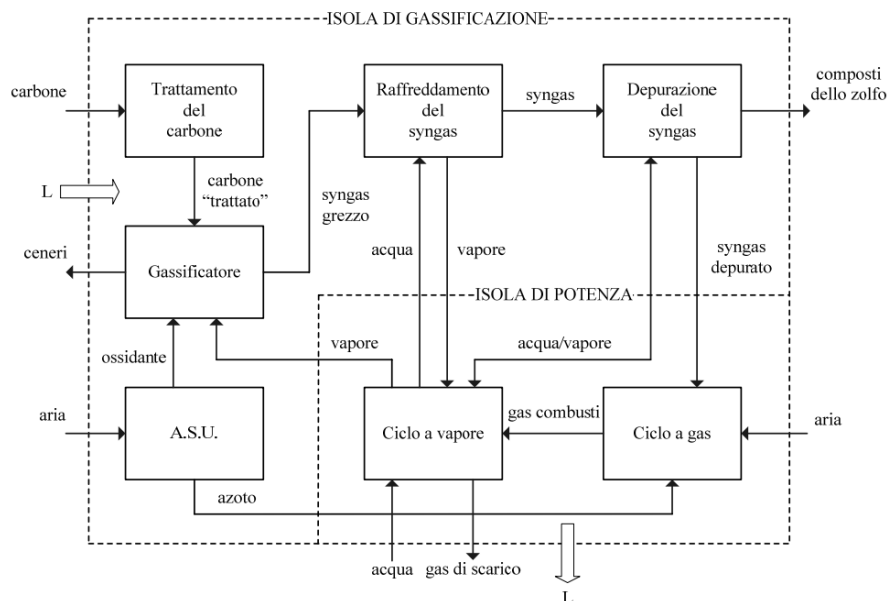 ISOLA DI GASSIFICAZIONE
carbone
Trattamento
del
carbone
Raffreddamento
del
syngas
syngas
Depurazione
del
syngas
composti
dello zolfo
L
carbone
“trattato”
syngas
grezzo
acqua
vapore
syngas
depurato
ceneri
Gassificatore
ISOLA DI POTENZA
ossidante
vapore
acqua/vapore
aria
A.S.U.
Ciclo a vapore
gas combusti
Ciclo a gas
aria
azoto
acqua
gas di scarico
L